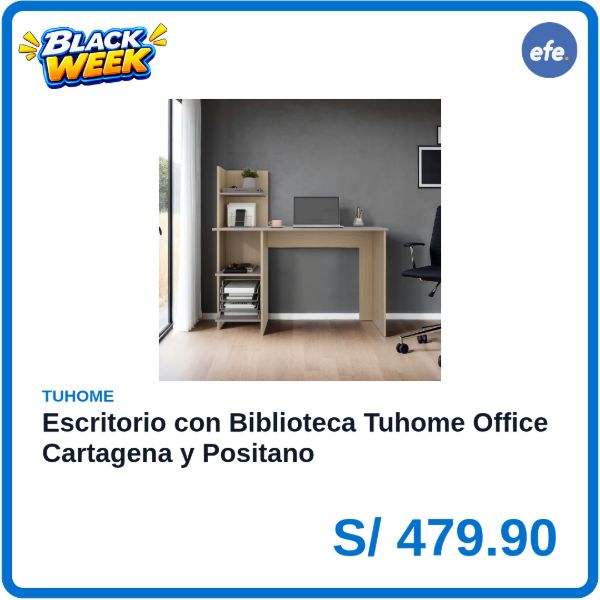 BLACK
WEEK
efe.
TUHOME
Escritorio con Biblioteca Tuhome Office
Cartagena y Positano
S/ 479.90